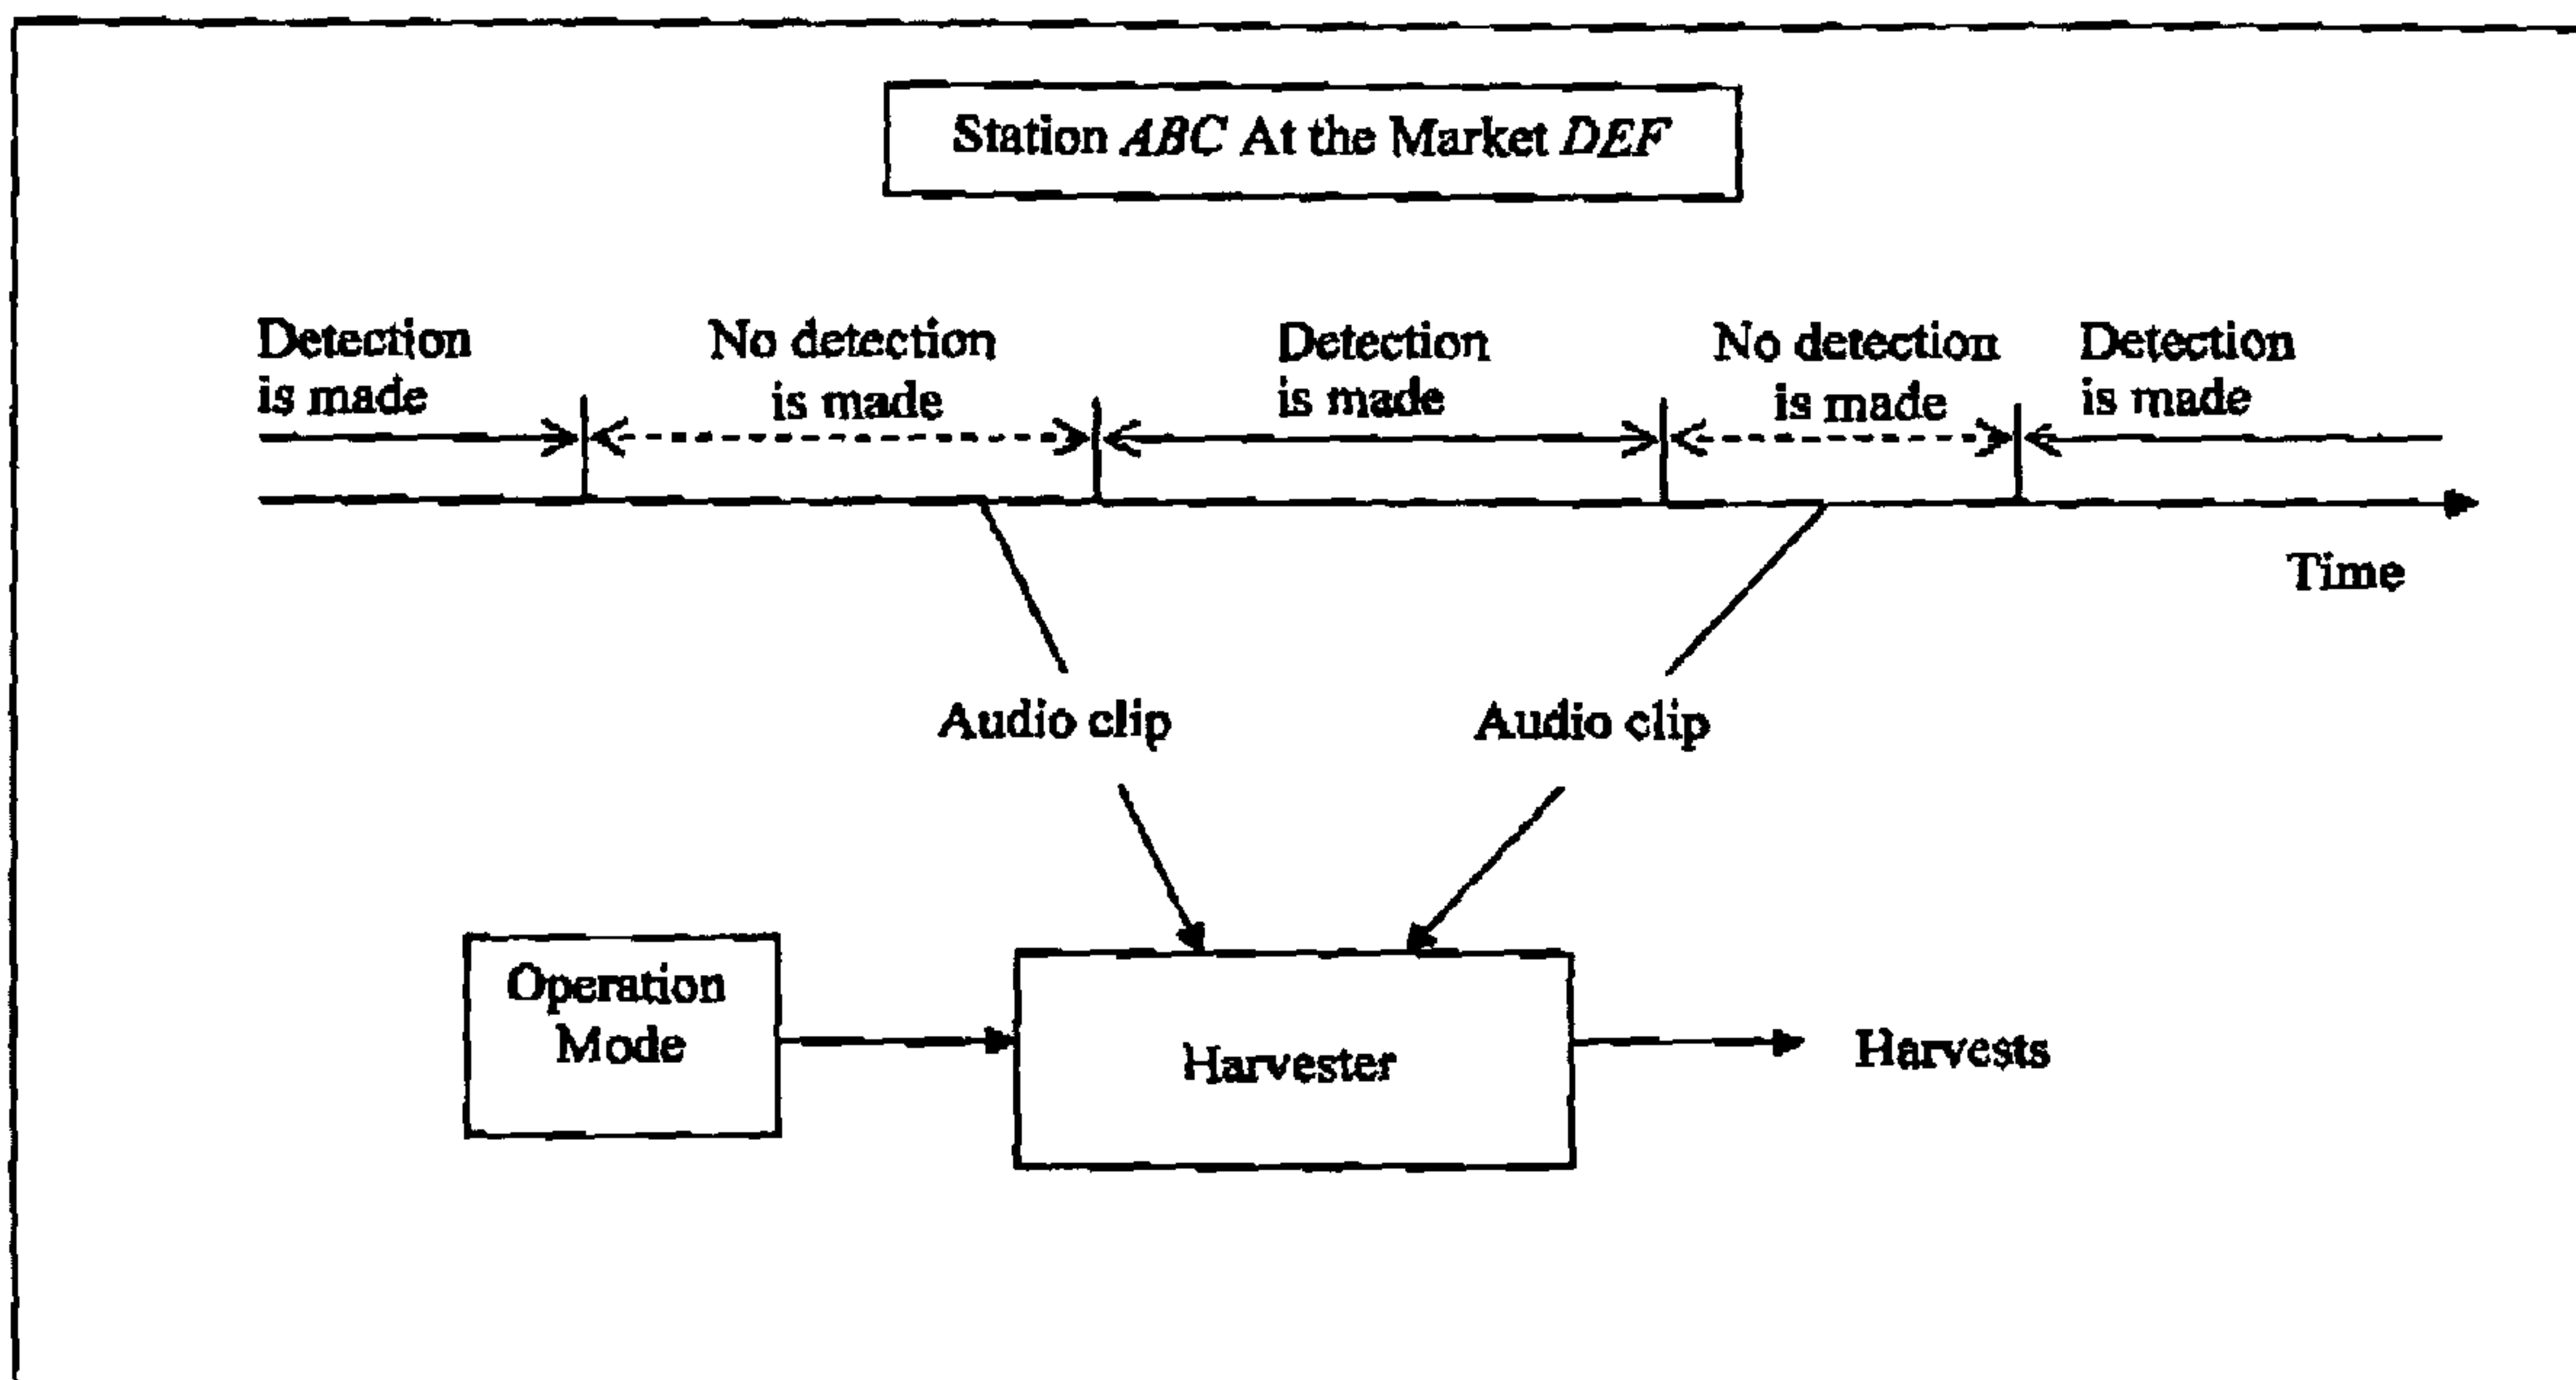 Station ABC At the Market DEF
Detection
is made
No detection
is made
Detection
is made
No detection
is made
Detection
is made
Time
Audio clip
Audio clip
Operation
Mode
Harvester
Harvests